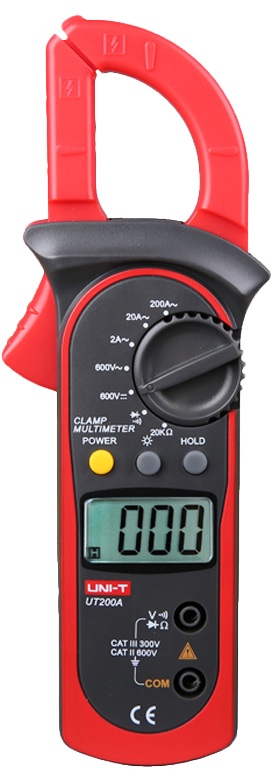 200A~
20A~
2A~
600V~
600V⎓
20KΩ
CLAMP
MULTIMETER
POWER
HOLD
H
000
UNI-T
UT200A
V
Ω
CAT III 300V
CAT II 600V
COM
CE